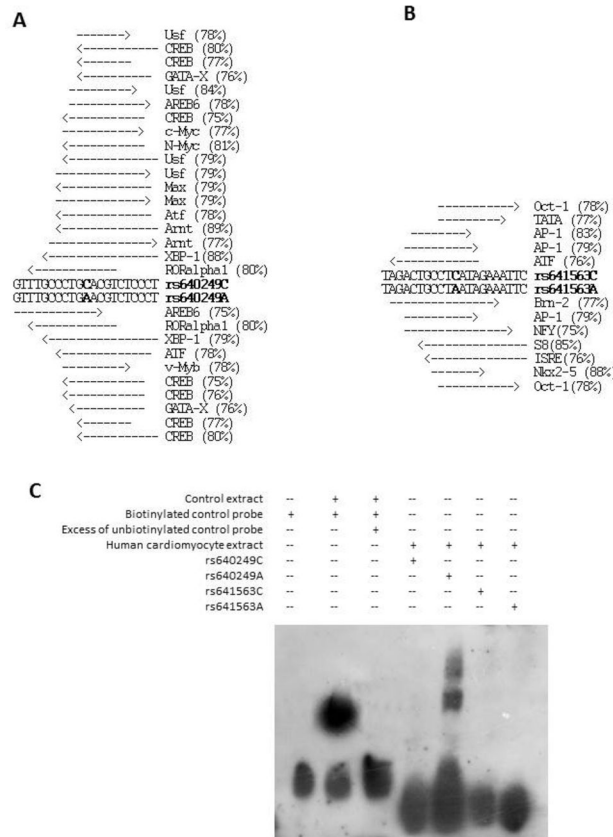 A
-------> Usf (78%)
<---------- CREB (80%)
<------- CREB (77%)
<--------- GATA-X (76%)
---------> Usf (84%)
-----------> AREB6 (78%)
<---------- CREB (75%)
-----------> c-Myc (77%)
-----------> N-Myc (81%)
<------------ Usf (79%)
-------------> Usf (79%)
<------------- Max (79%)
-------------> Max (79%)
<------------ Atf (78%)
<------------- Arnt (89%)
--------------> Arnt (77%)
<--------------- XBP-1 (88%)
<------------ RORalpha1 (80%)
GTTTGCCCTGCACGTCTCCCT rs640249C
GTTTGCCCTGAACGTCTCCCT rs640249A
------------> AREB6 (75%)
<------------ RORalpha1 (80%)
<--------------- XBP-1 (79%)
<------------ ATF (78%)
-----------> v-Myb (78%)
<---------- CREB (75%)
<----------- CREB (76%)
<---------- GATA-X (76%)
<------- CREB (77%)
<---------- CREB (80%)
B
-----------> Oct-1 (78%)
---------> TATA (77%)
---------> AP-1 (83%)
---------> AP-1 (79%)
<----------- ATF (76%)
TAGACTGCCTCATAGAAATTC rs641563C
TAGACTGCCTAATAGAAATTC rs641563A
---------------> Brn-2 (77%)
---------> AP-1 (79%)
---------------> NFY(75%)
<-------------- S8(85%)
<------------- ISRE(76%)
------> Nkx2-5 (88%)
-----------> Oct-1(78%)
C
Control extract -- + + -- -- -- --
Biotinylated control probe + + + -- -- -- --
Excess of unbiotinylated control probe -- -- + -- -- -- --
Human cardiomyocyte extract -- -- -- + + + +
rs640249C -- -- -- + -- -- --
rs640249A -- -- -- -- + -- --
rs641563C -- -- -- -- -- + --
rs641563A -- -- -- -- -- -- +